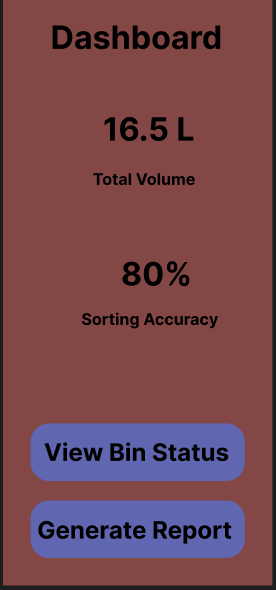 Dashboard
16.5 L
Total Volume
80%
Sorting Accuracy
View Bin Status
Generate Report